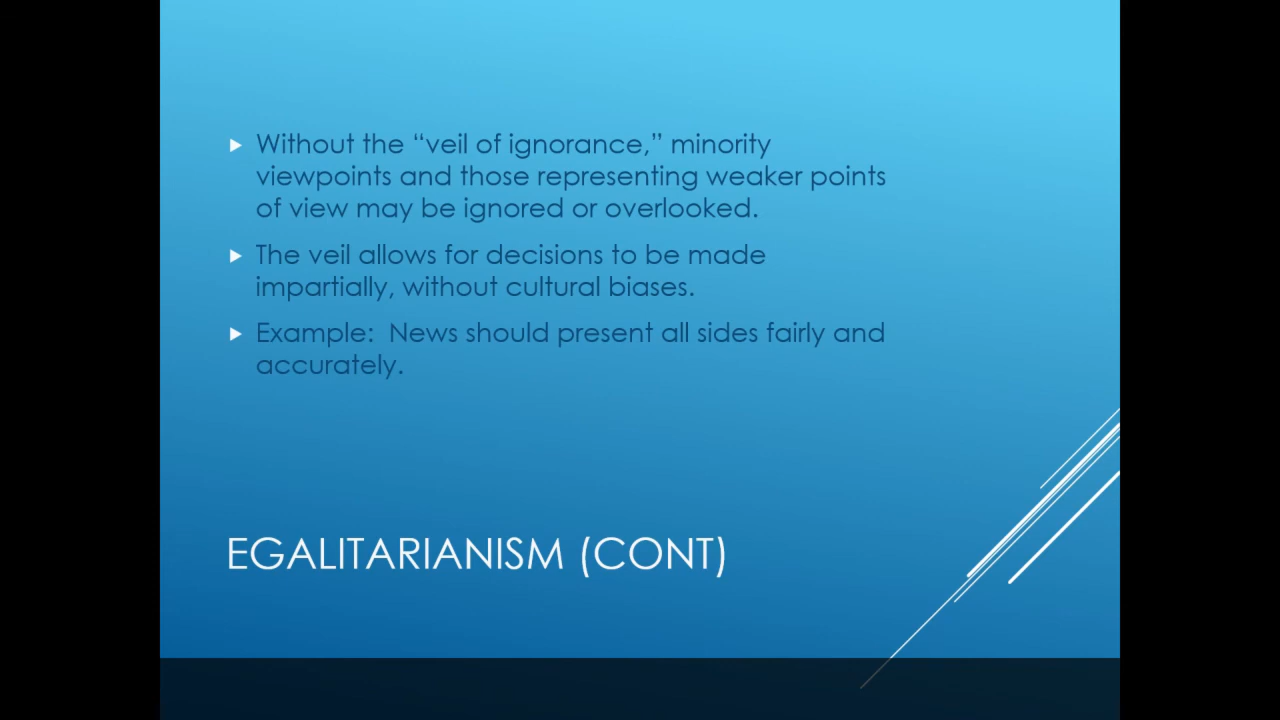 Without the “veil of ignorance,” minority
viewpoints and those representing weaker points
of view may be ignored or overlooked.
The veil allows for decisions to be made
impartially, without cultural biases.
Example:  News should present all sides fairly and
accurately.
EGALITARIANISM (CONT)